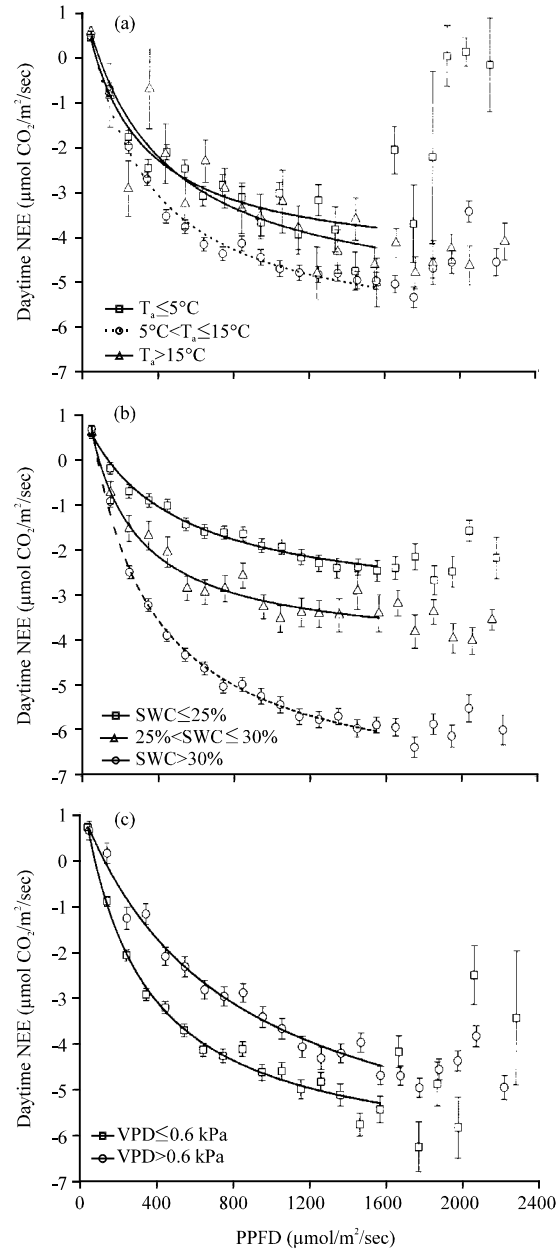 (a)
1
0
-1
-2
-3
-4
-5
-6
-7
Daytime NEE (μmol CO₂/m²/sec)
Tₐ≤5°C
5°C<Tₐ≤15°C
Tₐ>15°C
(b)
1
0
-1
-2
-3
-4
-5
-6
-7
Daytime NEE (μmol CO₂/m²/sec)
SWC≤25%
25%<SWC≤30%
SWC>30%
(c)
1
0
-1
-2
-3
-4
-5
-6
-7
Daytime NEE (μmol CO₂/m²/sec)
VPD≤0.6 kPa
VPD>0.6 kPa
0 400 800 1200 1600 2000 2400
PPFD (μmol/m²/sec)